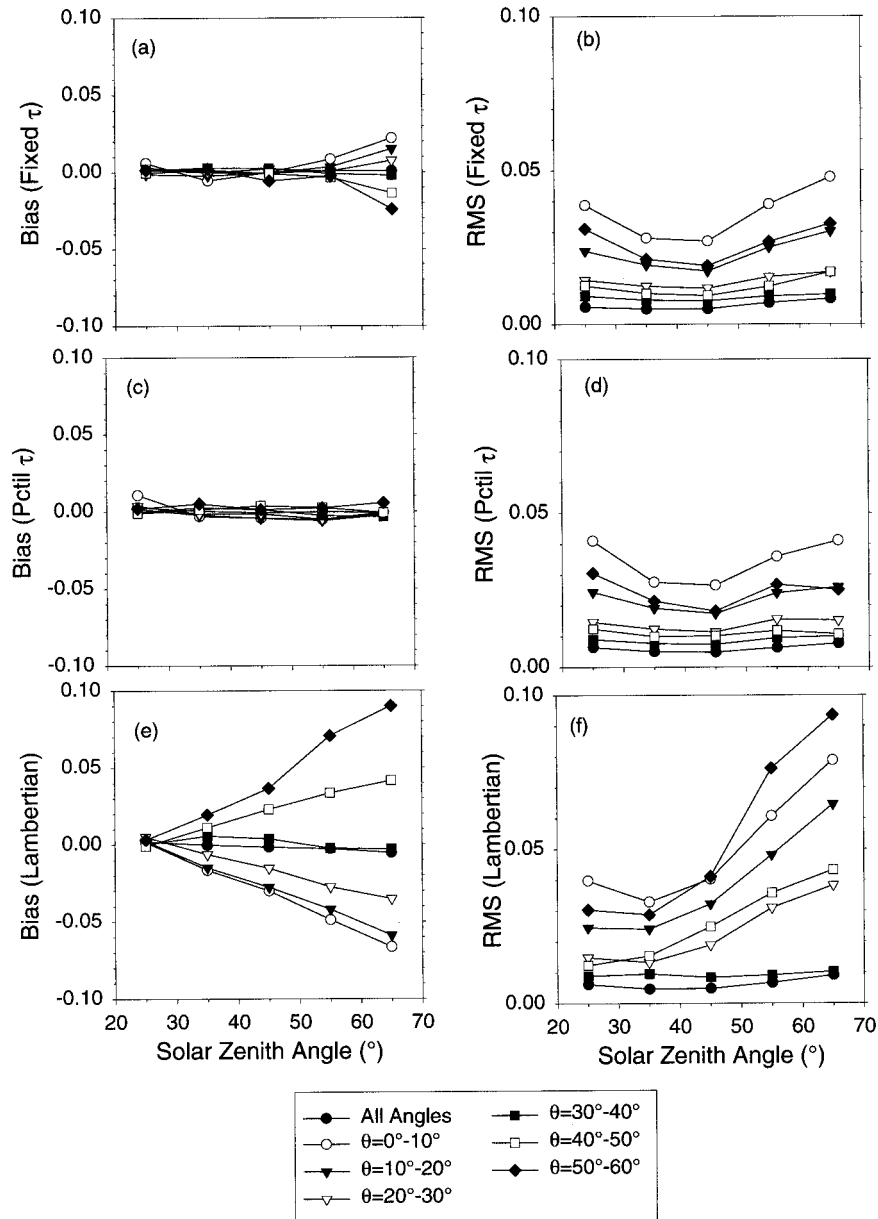 (a)
0.10
0.05
0.00
-0.05
-0.10
Bias (Fixed τ)
(b)
0.10
0.05
0.00
RMS (Fixed τ)
(c)
0.10
0.05
0.00
-0.05
-0.10
Bias (Pctil τ)
(d)
0.10
0.05
0.00
RMS (Pctil τ)
(e)
0.10
0.05
0.00
-0.05
-0.10
Bias (Lambertian)
20 30 40 50 60 70
Solar Zenith Angle (°)
(f)
0.10
0.05
0.00
RMS (Lambertian)
20 30 40 50 60 70
Solar Zenith Angle (°)
All Angles
θ=0°-10°
θ=10°-20°
θ=20°-30°
θ=30°-40°
θ=40°-50°
θ=50°-60°